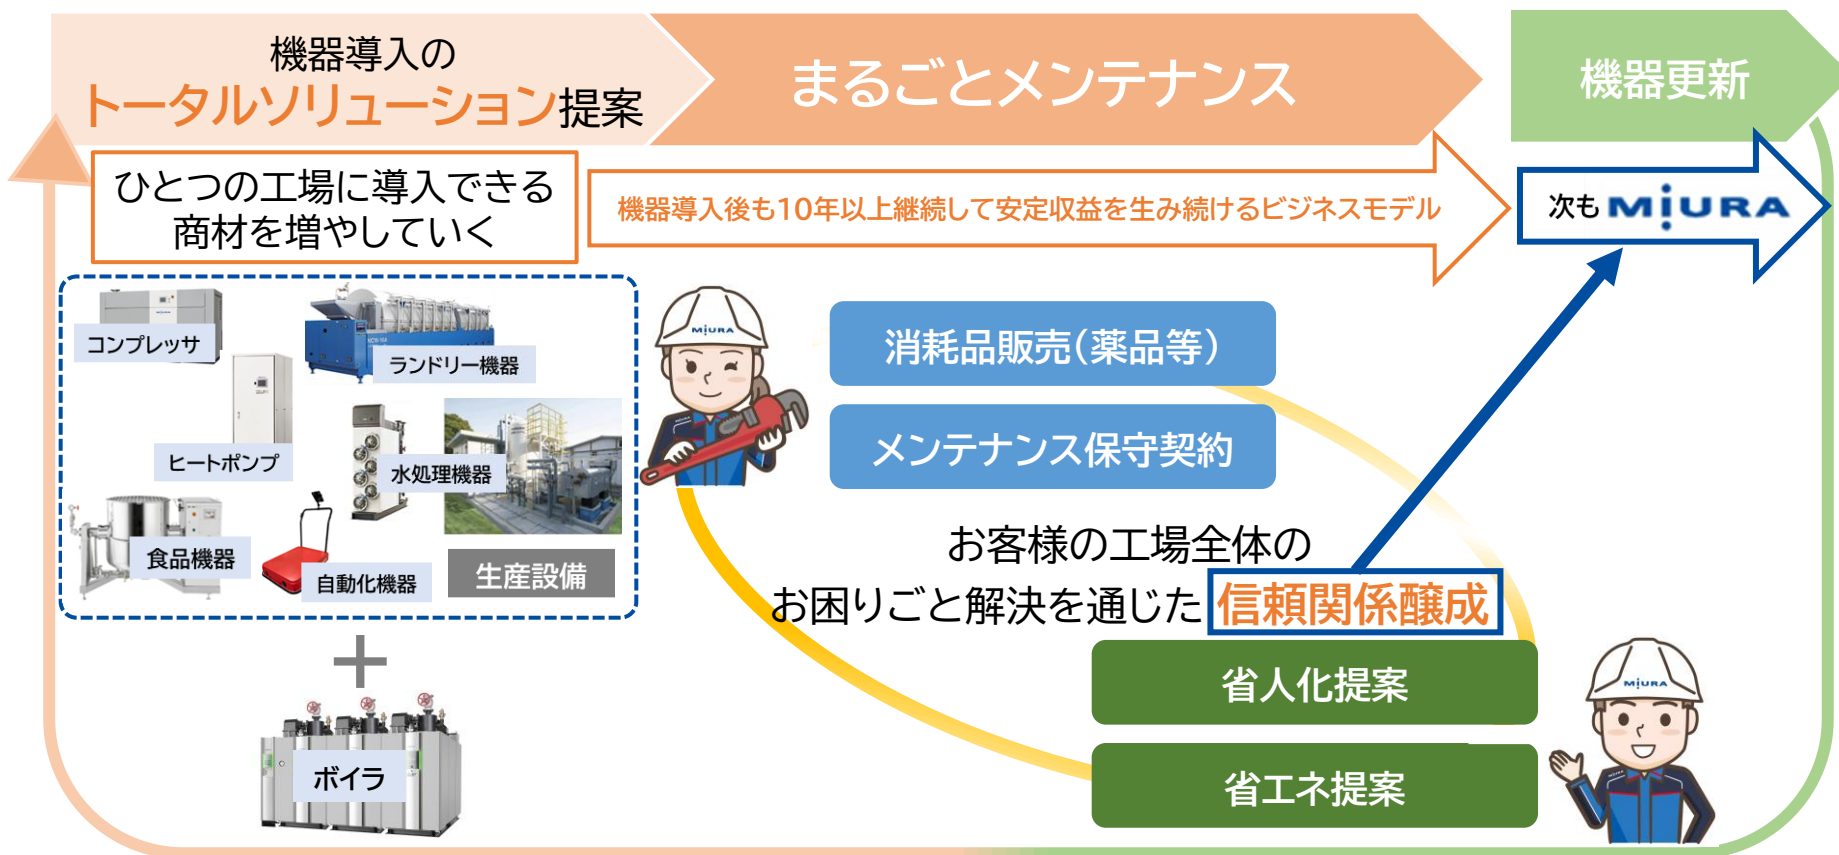 機器導入の
トータルソリューション提案
まるごとメンテナンス
機器更新
ひとつの工場に導入できる
商材を増やしていく
機器導入後も10年以上継続して安定収益を生み続けるビジネスモデル
次も MIURA
コンプレッサ
ランドリー機器
ヒートポンプ
水処理機器
食品機器
自動化機器
生産設備
+
ボイラ
MIURA
消耗品販売(薬品等)
メンテナンス保守契約
お客様の工場全体の
お困りごと解決を通じた 信頼関係醸成
省人化提案
省エネ提案
MIURA